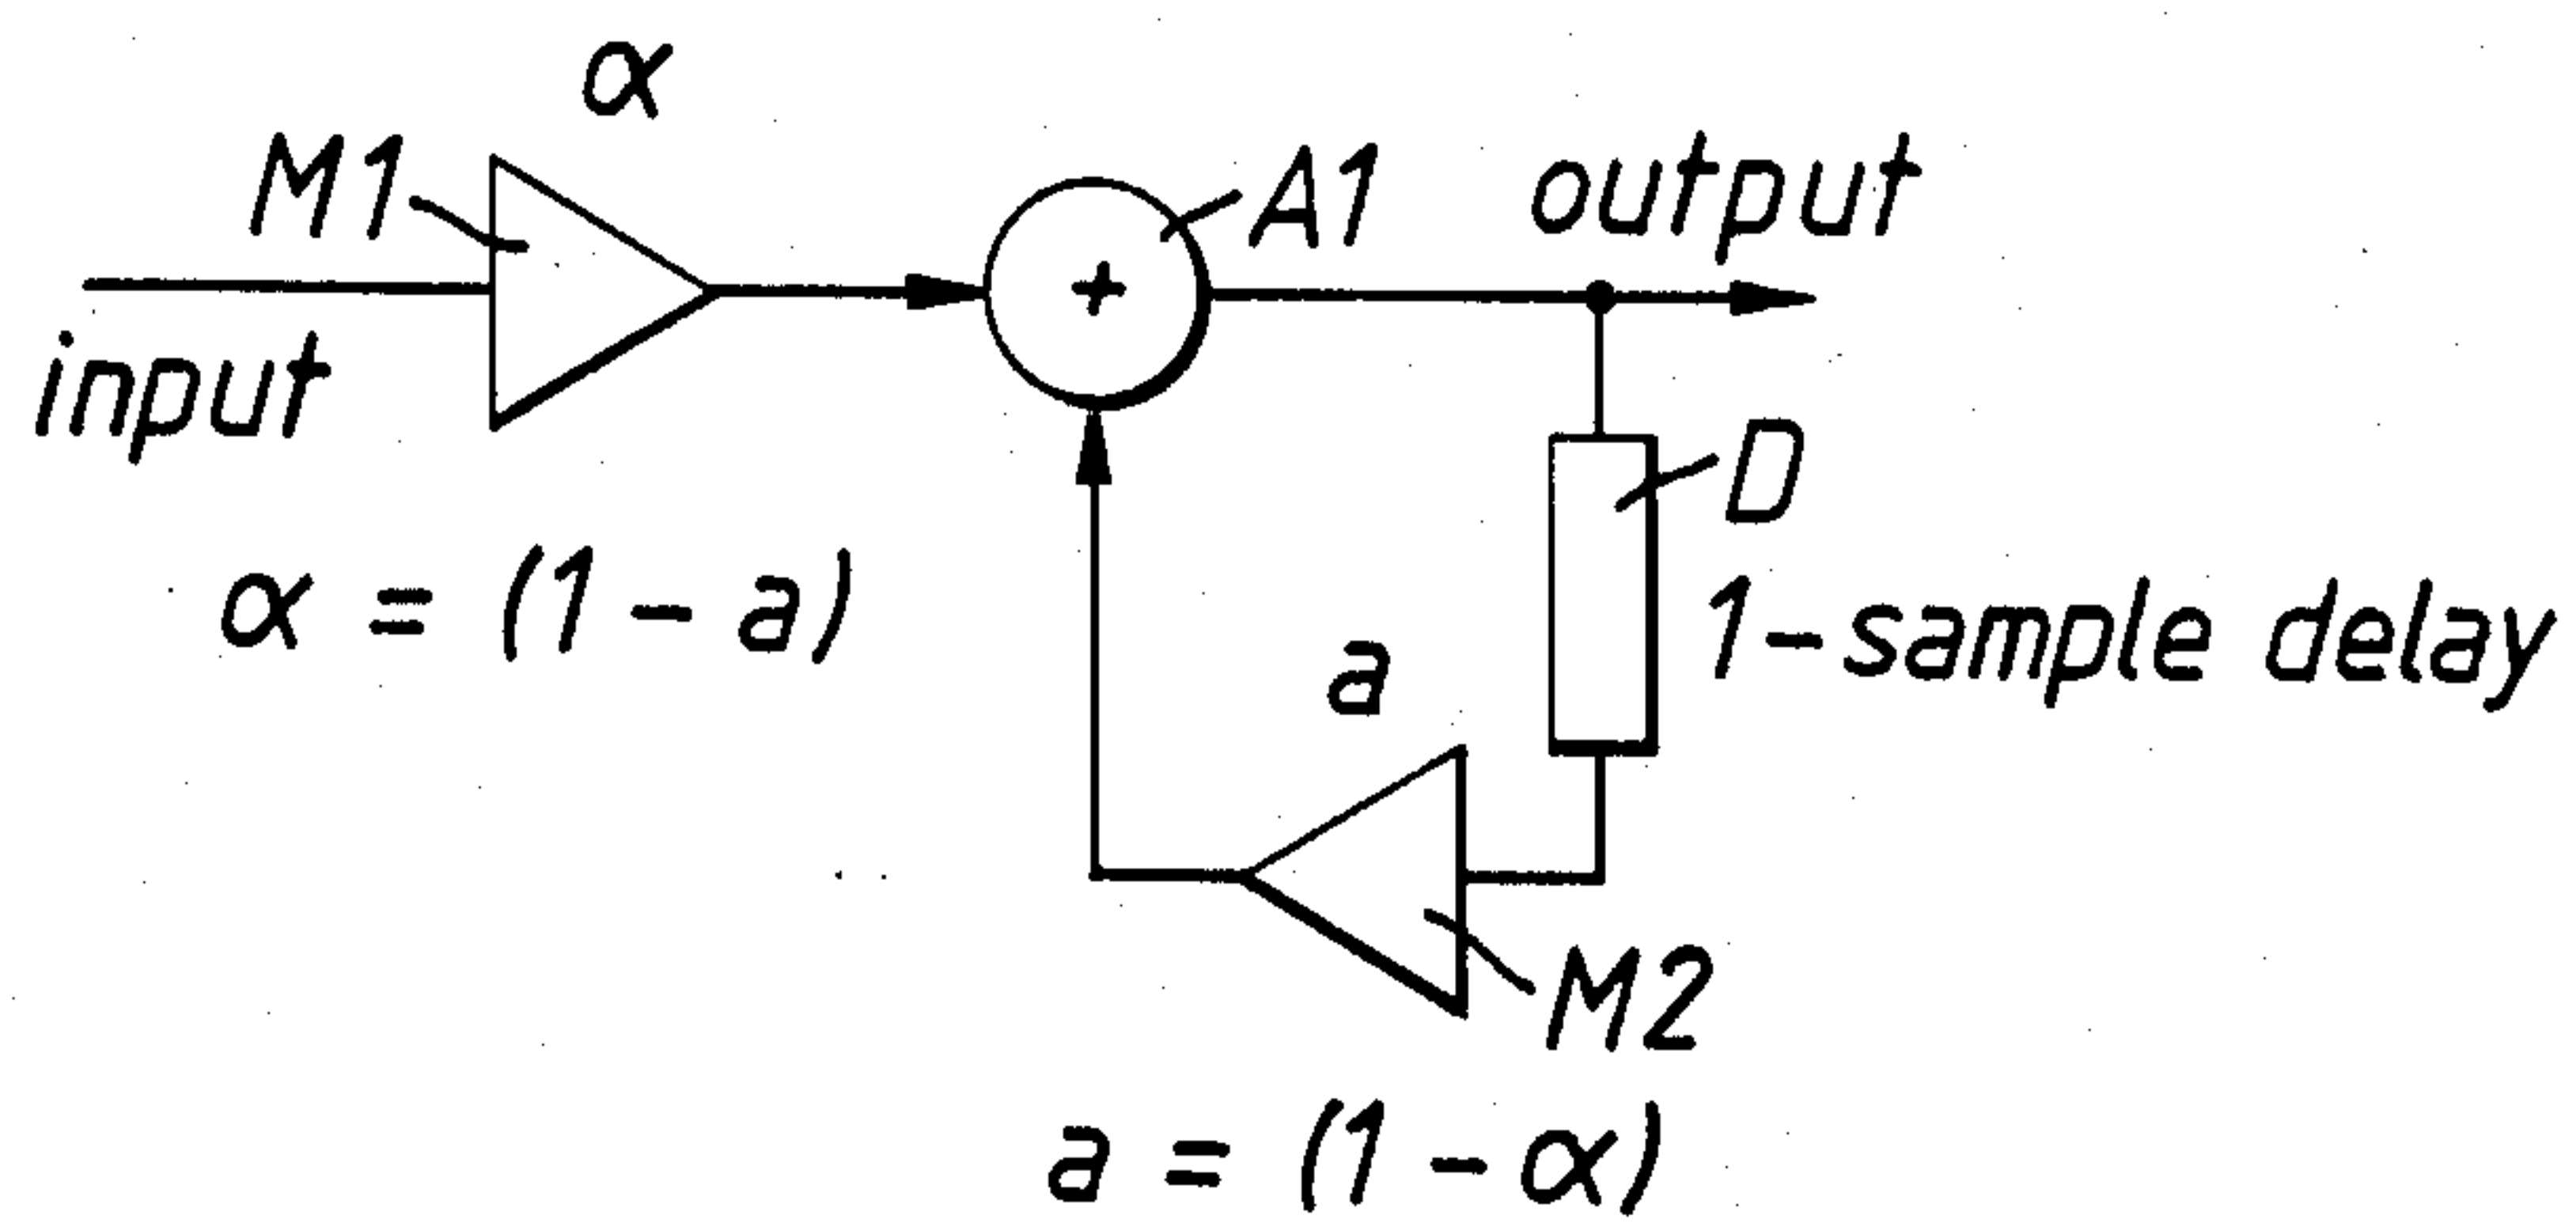 α
M1
A1
output
input
D
α = (1 - a)
1-sample delay
a
M2
a = (1 - α)